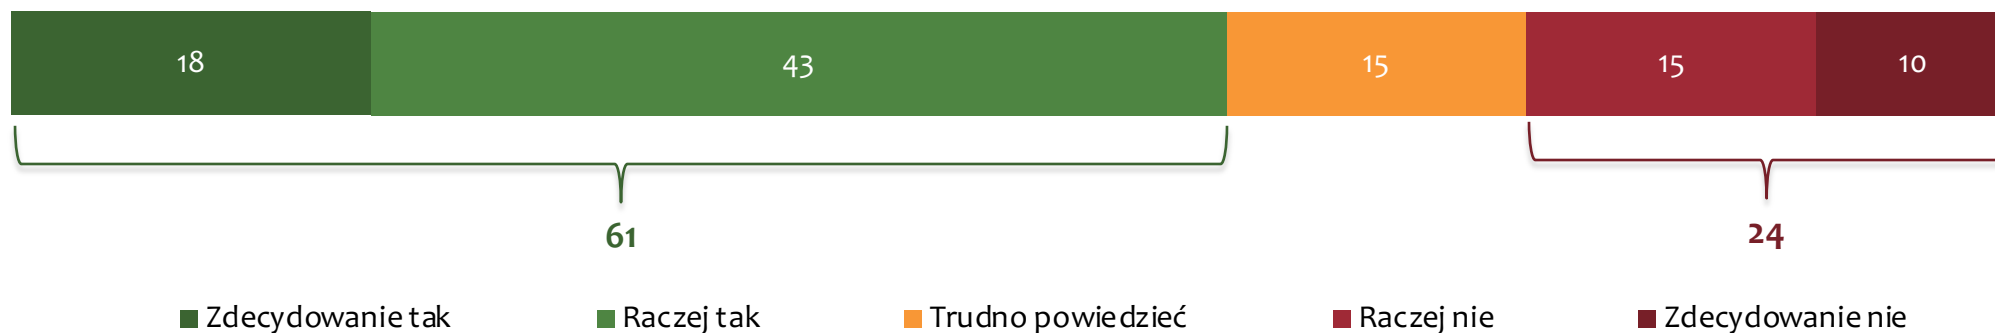 18 43 15 15 10
61 24
Zdecydowanie tak Raczej tak Trudno powiedzieć Raczej nie Zdecydowanie nie